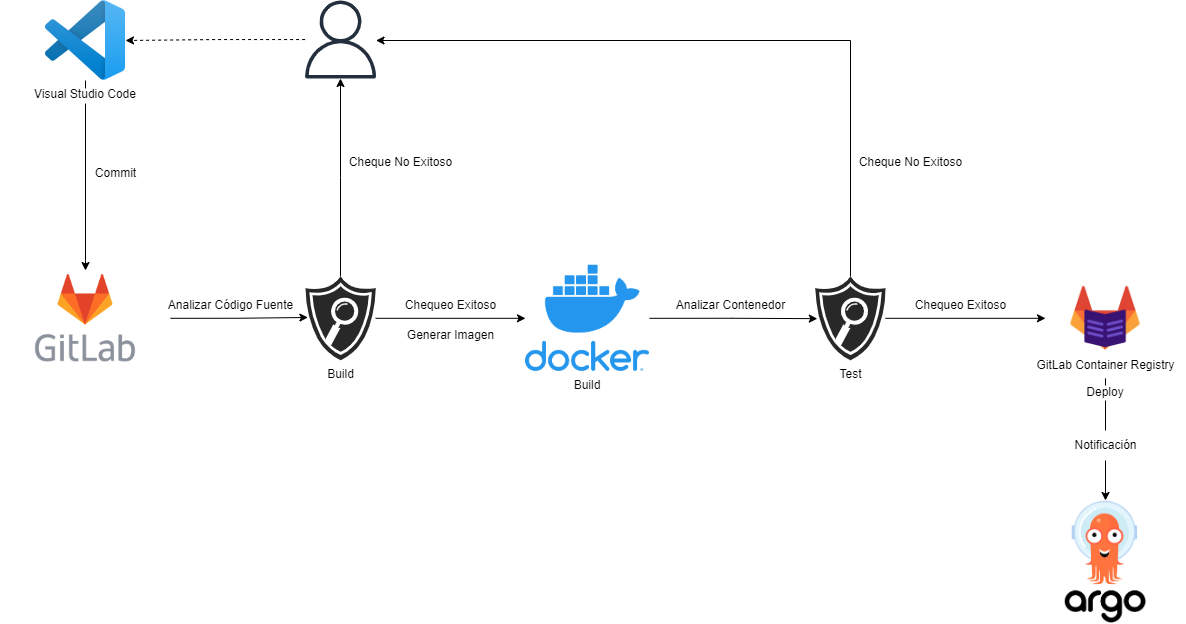 Visual Studio Code
Commit
Cheque No Exitoso
Cheque No Exitoso
GitLab
Analizar Código Fuente
Build
Chequeo Exitoso
Generar Imagen
docker
Build
Analizar Contenedor
Test
Chequeo Exitoso
GitLab Container Registry
Deploy
Notificación
argo